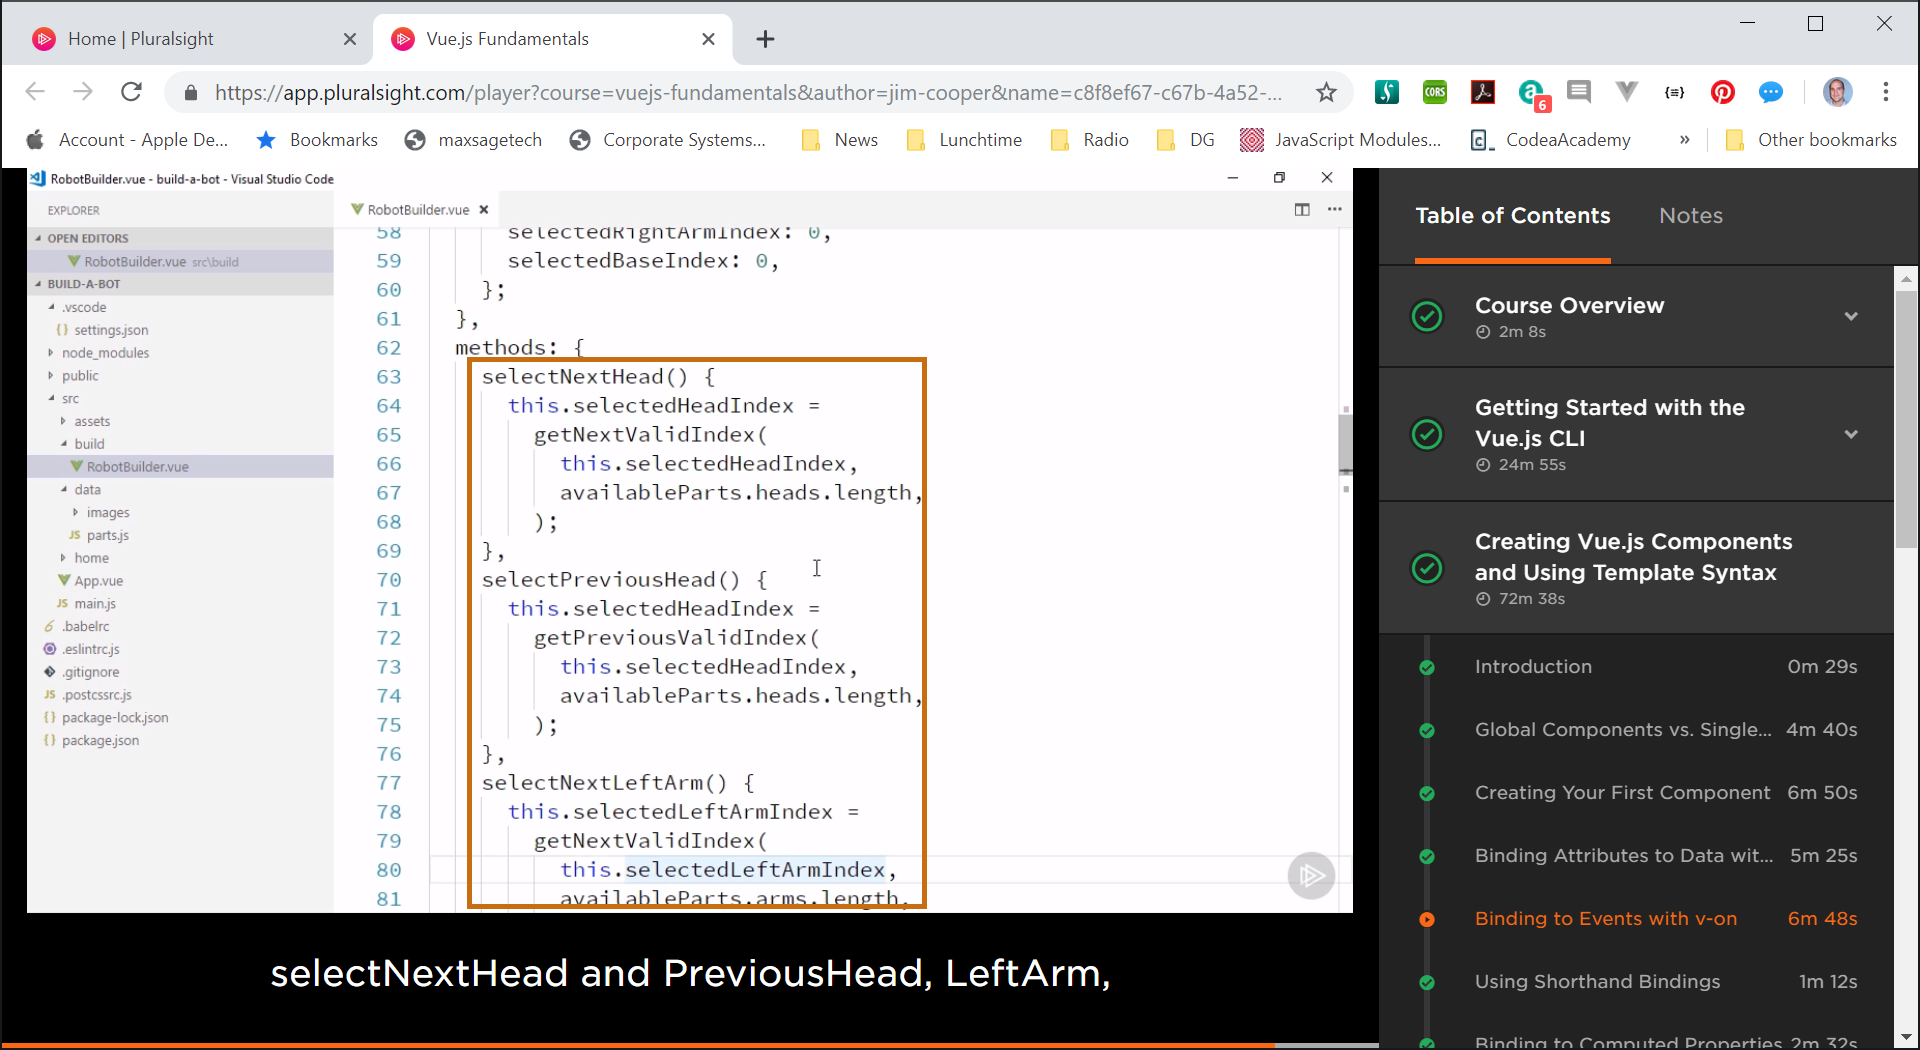 Home | Pluralsight
Vue.js Fundamentals
https://app.pluralsight.com/player?course=vuejs-fundamentals&author=jim-cooper&name=c8f8ef67-c67b-4a52-...
CORS
6
{≡}
Account - Apple De...
Bookmarks
maxsagetech
Corporate Systems...
News
Lunchtime
Radio
DG
JavaScript Modules...
CodeaAcademy
»
Other bookmarks
RobotBuilder.vue - build-a-bot - Visual Studio Code
EXPLORER
OPEN EDITORS
RobotBuilder.vue src\build
BUILD-A-BOT
.vscode
{} settings.json
node_modules
public
src
assets
build
RobotBuilder.vue
data
images
JS parts.js
home
App.vue
JS main.js
.babelrc
.eslintrc.js
.gitignore
JS .postcssrc.js
{} package-lock.json
{} package.json
RobotBuilder.vue
58 selectedRightArmIndex: 0,
59 selectedBaseIndex: 0,
60 };
61 },
62 methods: {
63 selectNextHead() {
64 this.selectedHeadIndex =
65 getNextValidIndex(
66 this.selectedHeadIndex,
67 availableParts.heads.length,
68 );
69 },
70 selectPreviousHead() {
71 this.selectedHeadIndex =
72 getPreviousValidIndex(
73 this.selectedHeadIndex,
74 availableParts.heads.length,
75 );
76 },
77 selectNextLeftArm() {
78 this.selectedLeftArmIndex =
79 getNextValidIndex(
80 this.selectedLeftArmIndex,
81 availableParts.arms.length,
selectNextHead and PreviousHead, LeftArm,
Table of Contents
Notes
Course Overview
2m 8s
Getting Started with the
Vue.js CLI
24m 55s
Creating Vue.js Components
and Using Template Syntax
72m 38s
Introduction 0m 29s
Global Components vs. Single... 4m 40s
Creating Your First Component 6m 50s
Binding Attributes to Data wit... 5m 25s
Binding to Events with v-on 6m 48s
Using Shorthand Bindings 1m 12s
Binding to Computed Properties 2m 32s